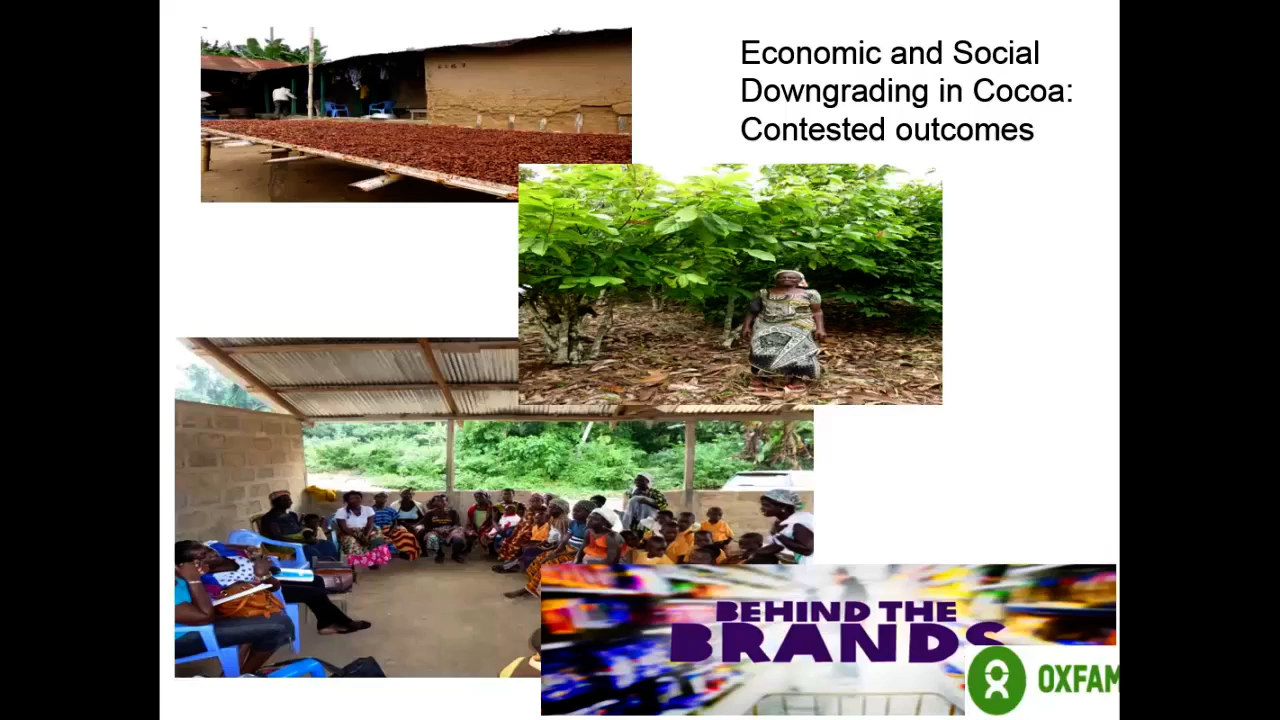 Economic and Social
Downgrading in Cocoa:
Contested outcomes
BEHIND THE
BRANDS
OXFAM